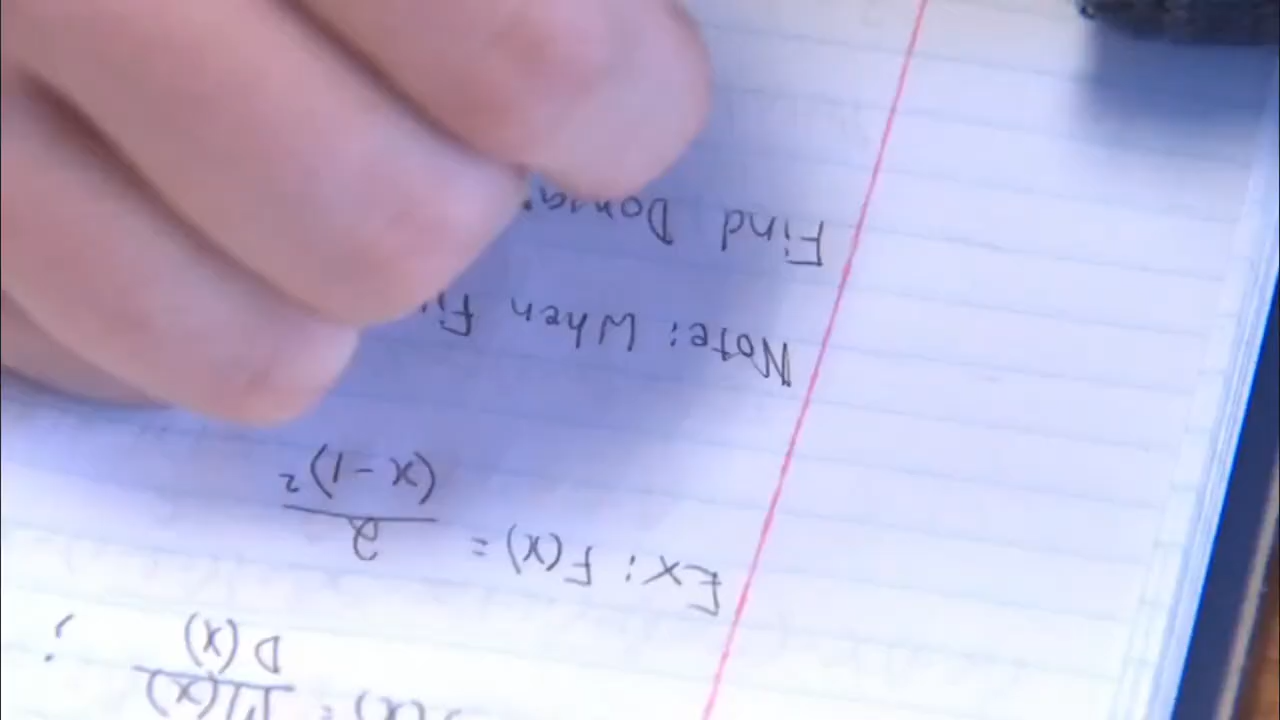 = N(x)/D(x) ?
Ex: F(x) = 2/(x-1)²
Note: When
Find